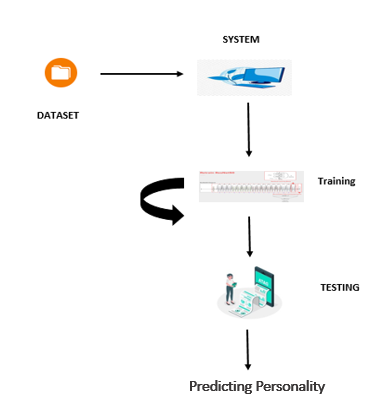 SYSTEM
DATASET
Training
TESTING
Predicting Personality